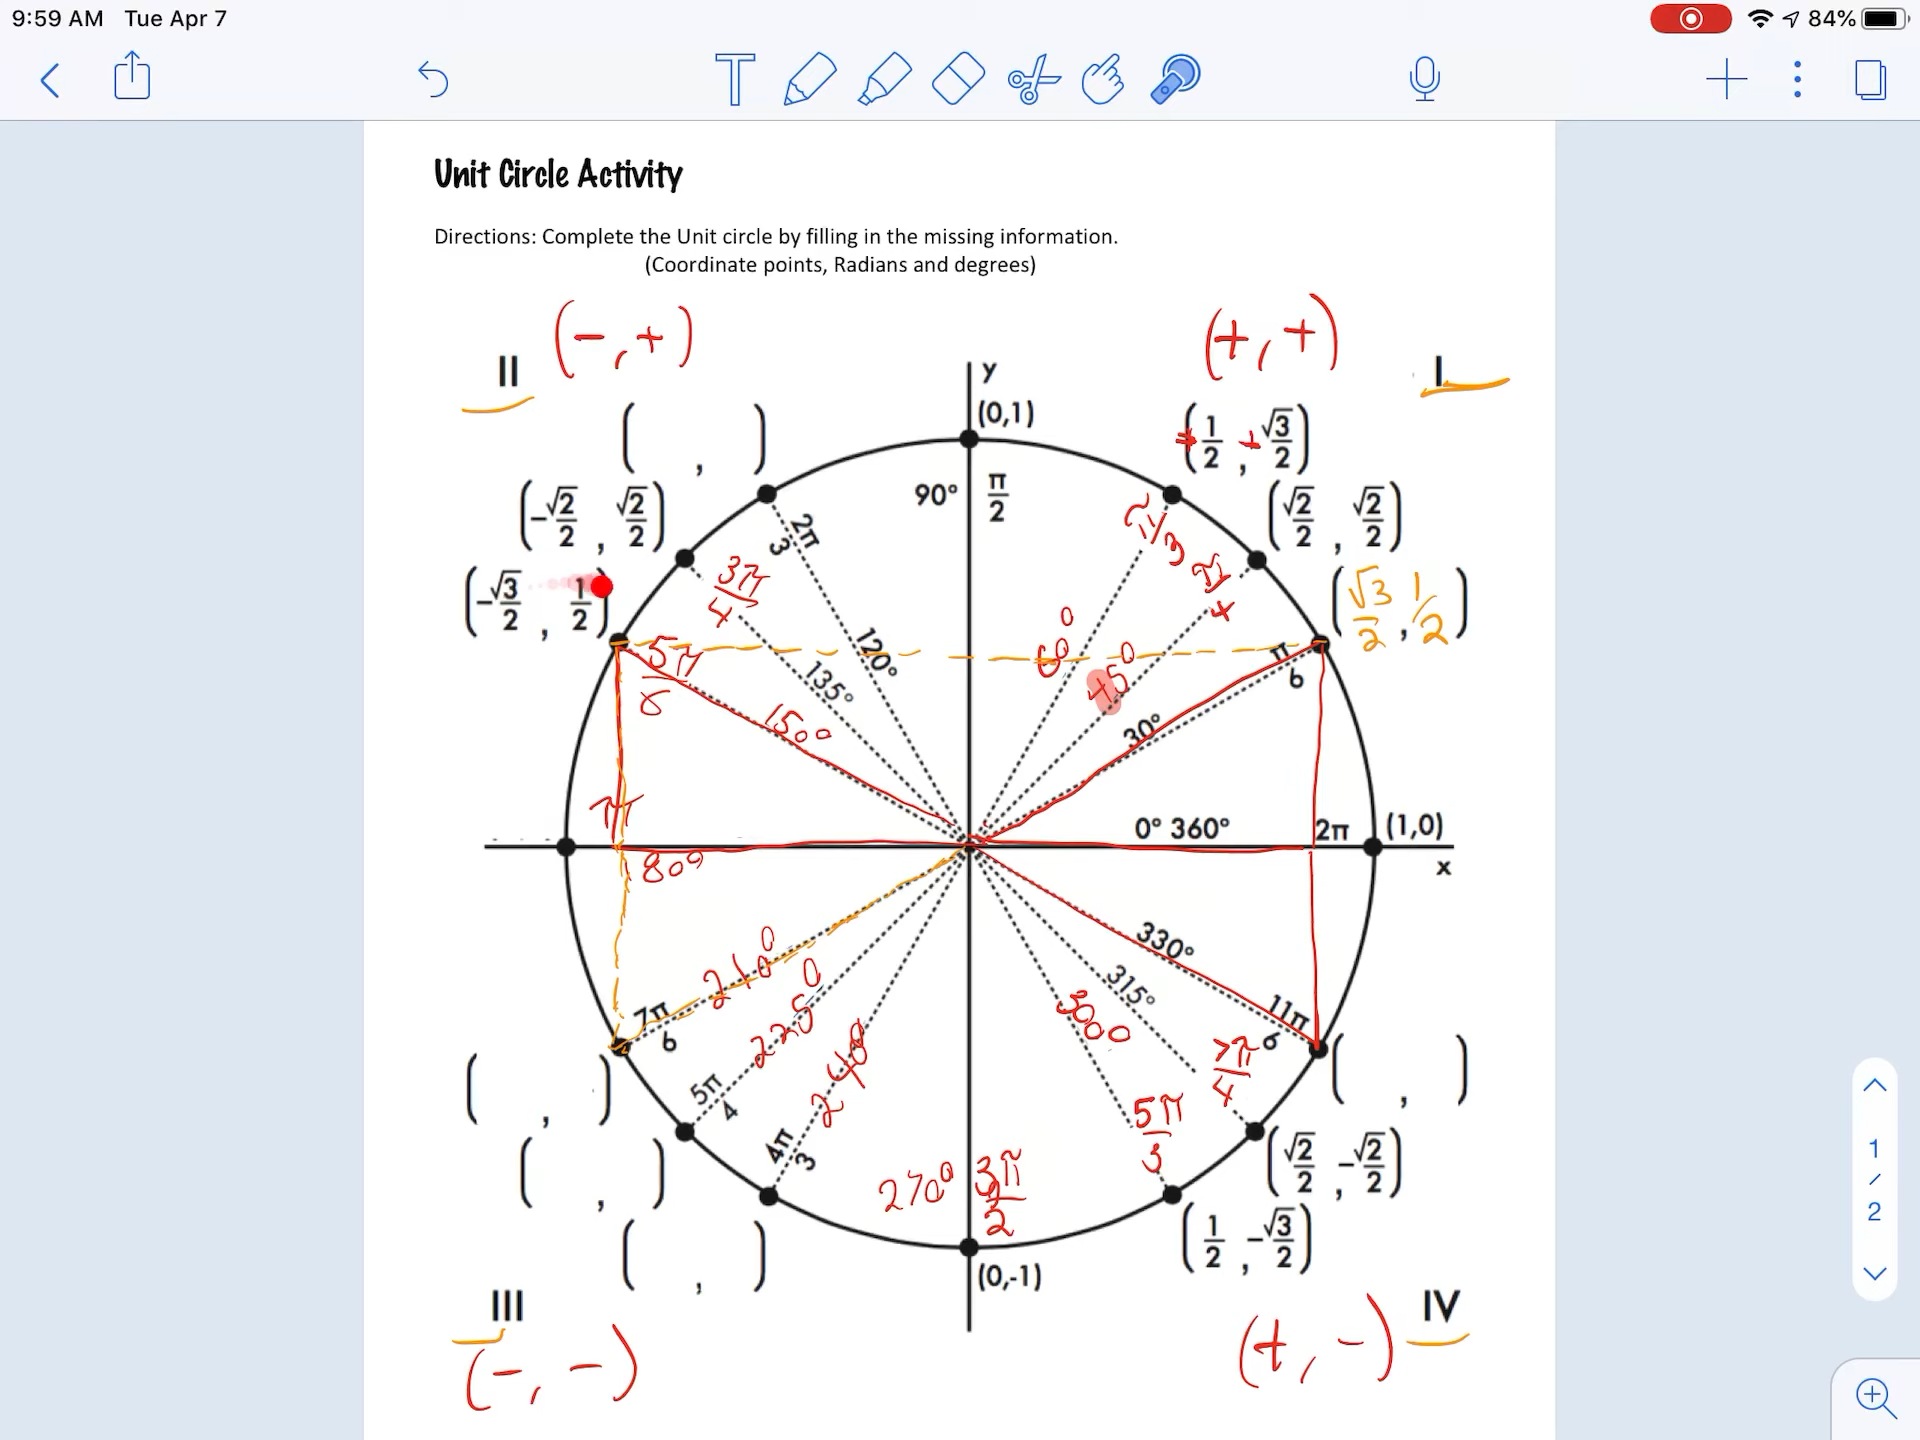 9:59 AM Tue Apr 7
84%
Unit Circle Activity
Directions: Complete the Unit circle by filling in the missing information.
(Coordinate points, Radians and degrees)
(-,+)
(+,+)
II
I
y
(0,1)
( , )
(+1/2, +√3/2)
(-√2/2, √2/2)
90° π/2
(√2/2, √2/2)
2π/3
π/3
3π/4
π/4
(-√3/2, 1/2)
(√3/2, 1/2)
5π/6
135°
120°
60°
45°
π/6
150°
30°
π
0° 360°
2π
(1,0)
180°
x
210°
330°
7π/6
225°
240
300°
315°
11π/6
( , )
5π/4
7π/4
( , )
4π/3
5π/3
( , )
270° 3π/2
(√2/2, -√2/2)
( , )
(1/2, -√3/2)
(0,-1)
III
IV
(-,-)
(+,-)
1
/
2